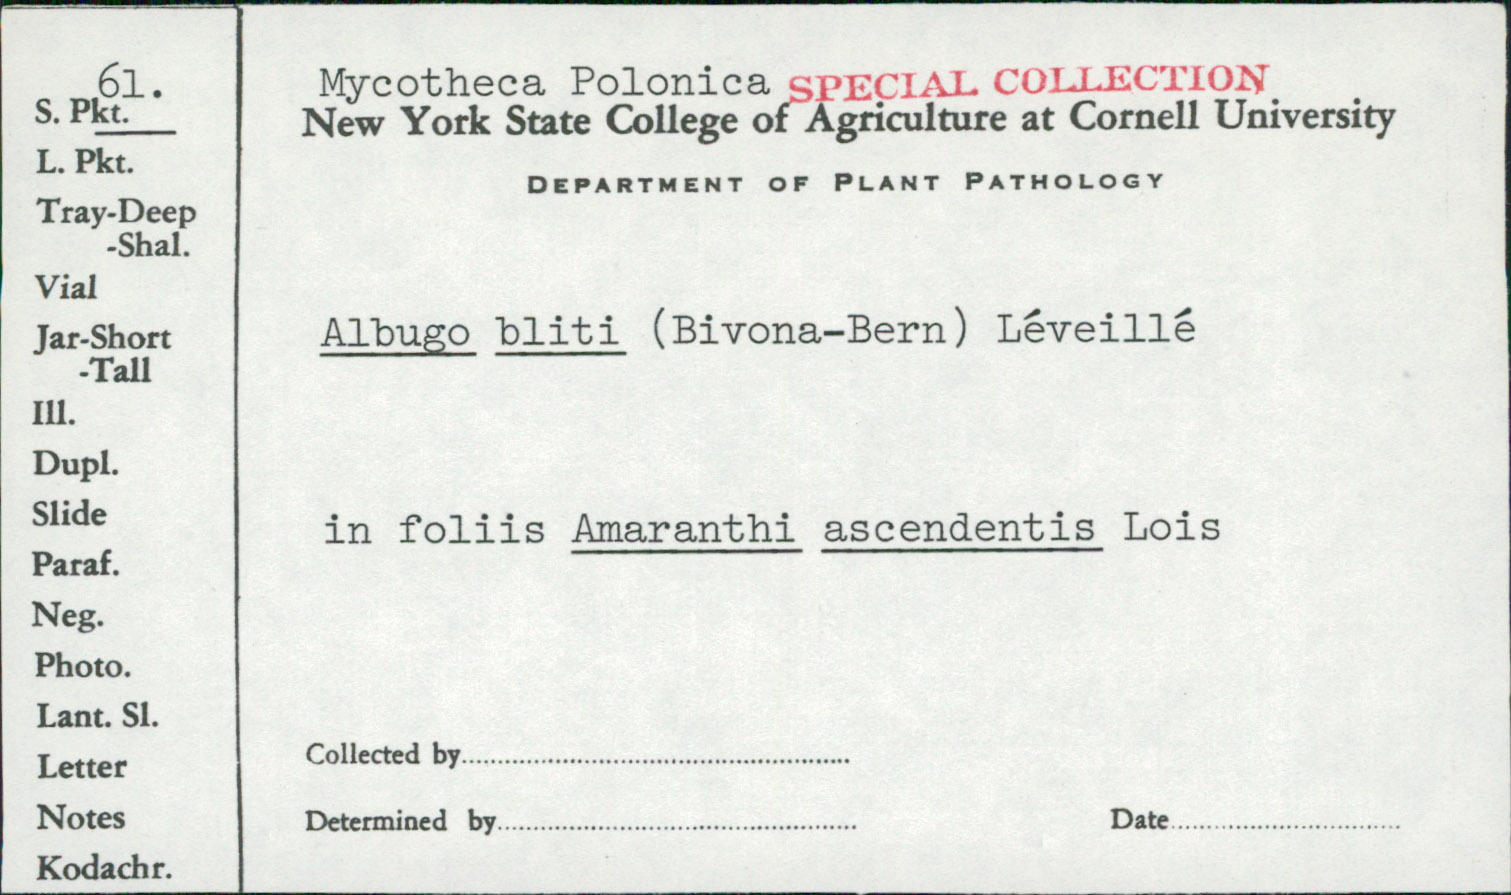 61.
S. Pkt.
L. Pkt.
Tray-Deep
-Shal.
Vial
Jar-Short
-Tall
Ill.
Dupl.
Slide
Paraf.
Neg.
Photo.
Lant. Sl.
Letter
Notes
Kodachr.
Mycotheca Polonica SPECIAL COLLECTION
New York State College of Agriculture at Cornell University
DEPARTMENT OF PLANT PATHOLOGY
Albugo bliti (Bivona-Bern) Léveillé
in foliis Amaranthi ascendentis Lois
Collected by
Determined by
Date